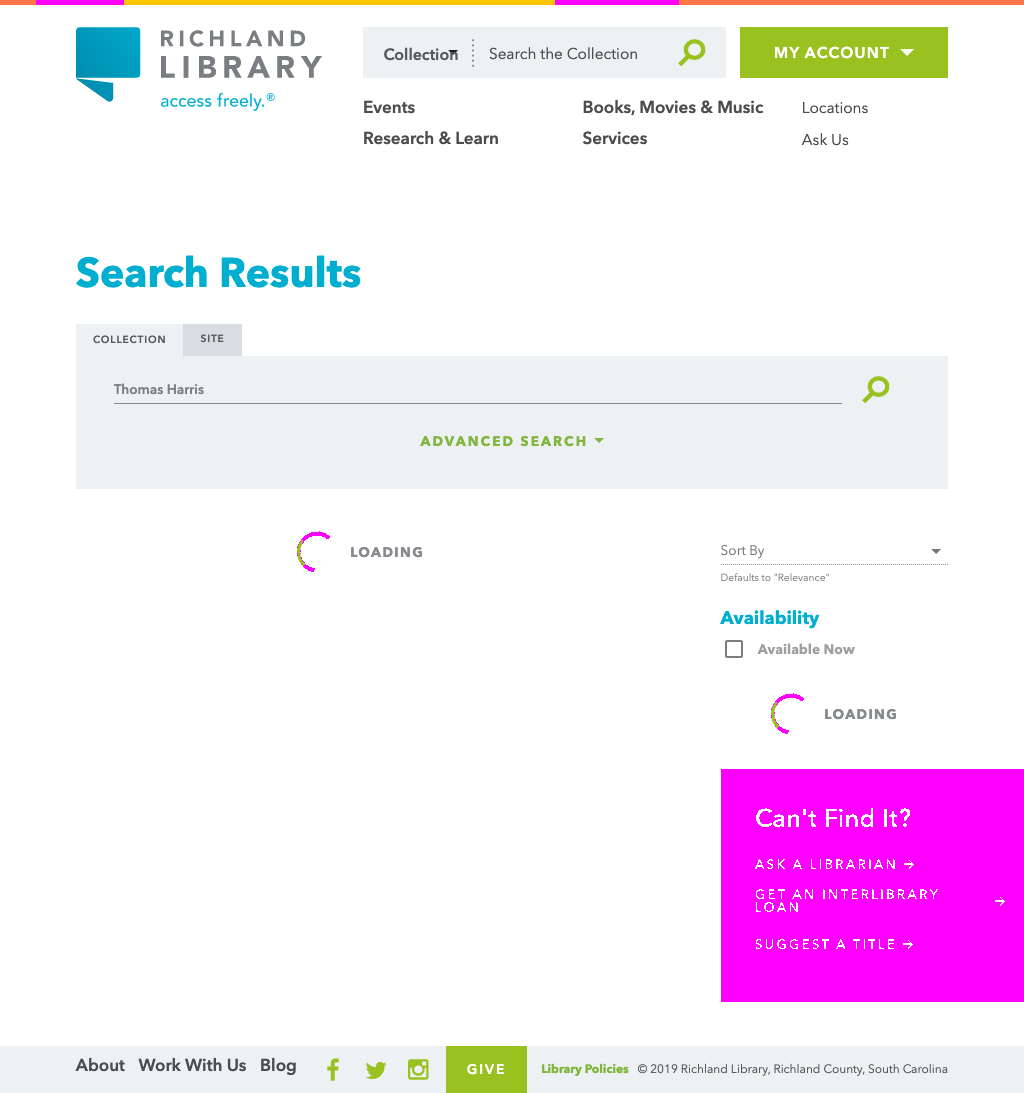 RICHLAND
LIBRARY
access freely.®
Collection
Search the Collection
MY ACCOUNT
Events
Books, Movies & Music
Locations
Research & Learn
Services
Ask Us
Search Results
COLLECTION
SITE
Thomas Harris
ADVANCED SEARCH
LOADING
Sort By
Defaults to "Relevance"
Availability
Available Now
LOADING
Can't Find It?
ASK A LIBRARIAN →
GET AN INTERLIBRARY
LOAN →
SUGGEST A TITLE →
About Work With Us Blog
GIVE
Library Policies © 2019 Richland Library, Richland County, South Carolina